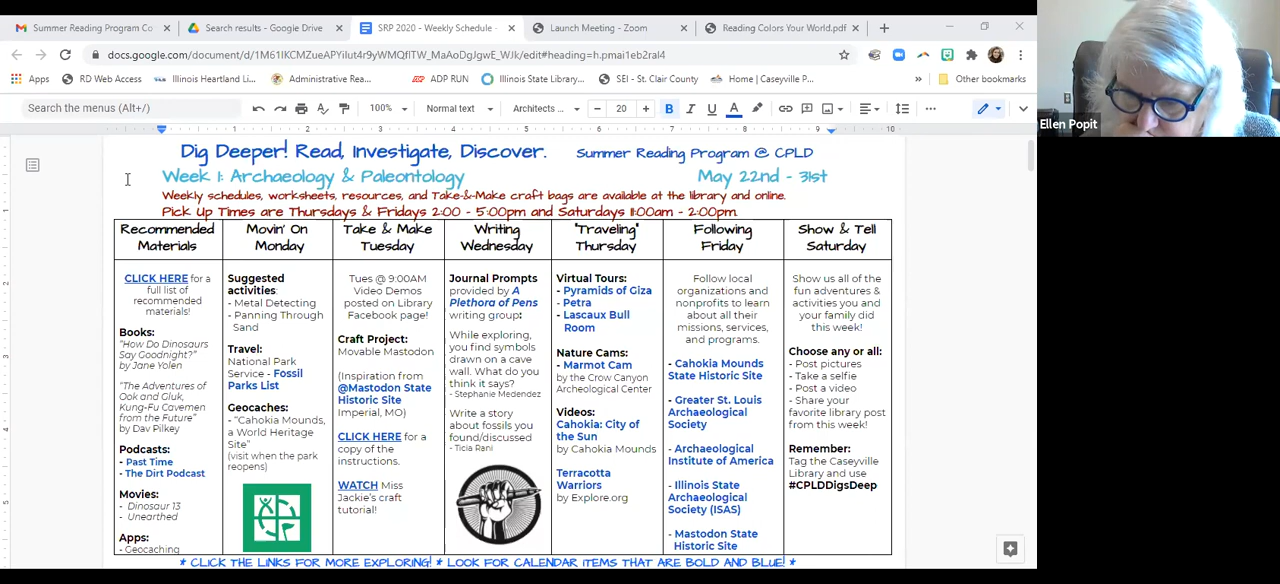 Summer Reading Program Co
Search results - Google Drive
SRP 2020 - Weekly Schedule -
Launch Meeting - Zoom
Reading Colors Your World.pdf
docs.google.com/document/d/1M61IKCMZueAPYiIut4r9yWMQflTW_MaAoDgJgwE_WJk/edit#heading=h.pmai1eb2ral4
Apps
RD Web Access
Illinois Heartland Li...
Administrative Rea...
ADP RUN
Illinois State Library...
SEI - St. Clair County
Home | Caseyville P...
»
Other bookmarks
Search the menus (Alt+/)
100%
Normal text
Architects ...
20
B I U A
1 2 3 4 5 6 7 8 9 10
Ellen Popit
Dig Deeper! Read, Investigate, Discover. Summer Reading Program @ CPLD
Week 1: Archaeology & Paleontology May 22nd - 31st
Weekly schedules, worksheets, resources, and Take-&-Make craft bags are available at the library and online.
Pick Up Times are Thursdays & Fridays 2:00 - 5:00pm and Saturdays 11:00am - 2:00pm.
Recommended
Materials
CLICK HERE for a
full list of
recommended
materials!
Books:
"How Do Dinosaurs
Say Goodnight?"
by Jane Yolen
"The Adventures of
Ook and Gluk,
Kung-Fu Cavemen
from the Future"
by Dav Pilkey
Podcasts:
- Past Time
- The Dirt Podcast
Movies:
- Dinosaur 13
- Unearthed
Apps:
- Geocaching
Movin' On
Monday
Suggested
activities:
- Metal Detecting
- Panning Through
Sand
Travel:
National Park
Service - Fossil
Parks List
Geocaches:
- "Cahokia Mounds,
a World Heritage
Site"
(visit when the park
reopens)
Take & Make
Tuesday
Tues @ 9:00AM
Video Demos
posted on Library
Facebook page!
Craft Project:
Movable Mastodon
(Inspiration from
@Mastodon State
Historic Site
Imperial, MO)
CLICK HERE for a
copy of the
instructions.
WATCH Miss
Jackie's craft
tutorial!
Writing
Wednesday
Journal Prompts
provided by A
Plethora of Pens
writing group:
While exploring,
you find symbols
drawn on a cave
wall. What do you
think it says?
- Stephanie Medendez
Write a story
about fossils you
found/discussed
- Ticia Rani
"Traveling"
Thursday
Virtual Tours:
- Pyramids of Giza
- Petra
- Lascaux Bull
Room
Nature Cams:
- Marmot Cam
by the Crow Canyon
Archeological Center
Videos:
Cahokia: City of
the Sun
by Cahokia Mounds
Terracotta
Warriors
by Explore.org
Following
Friday
Follow local
organizations and
nonprofits to learn
about all their
missions, services,
and programs.
- Cahokia Mounds
State Historic Site
- Greater St. Louis
Archaeological
Society
- Archaeological
Institute of America
- Illinois State
Archaeological
Society (ISAS)
- Mastodon State
Historic Site
Show & Tell
Saturday
Show us all of the
fun adventures &
activities you and
your family did
this week!
Choose any or all:
- Post pictures
- Take a selfie
- Post a video
- Share your
favorite library post
from this week!
Remember:
Tag the Caseyville
Library and use
#CPLDDigsDeep
* CLICK THE LINKS FOR MORE EXPLORING! * LOOK FOR CALENDAR ITEMS THAT ARE BOLD AND BLUE! *